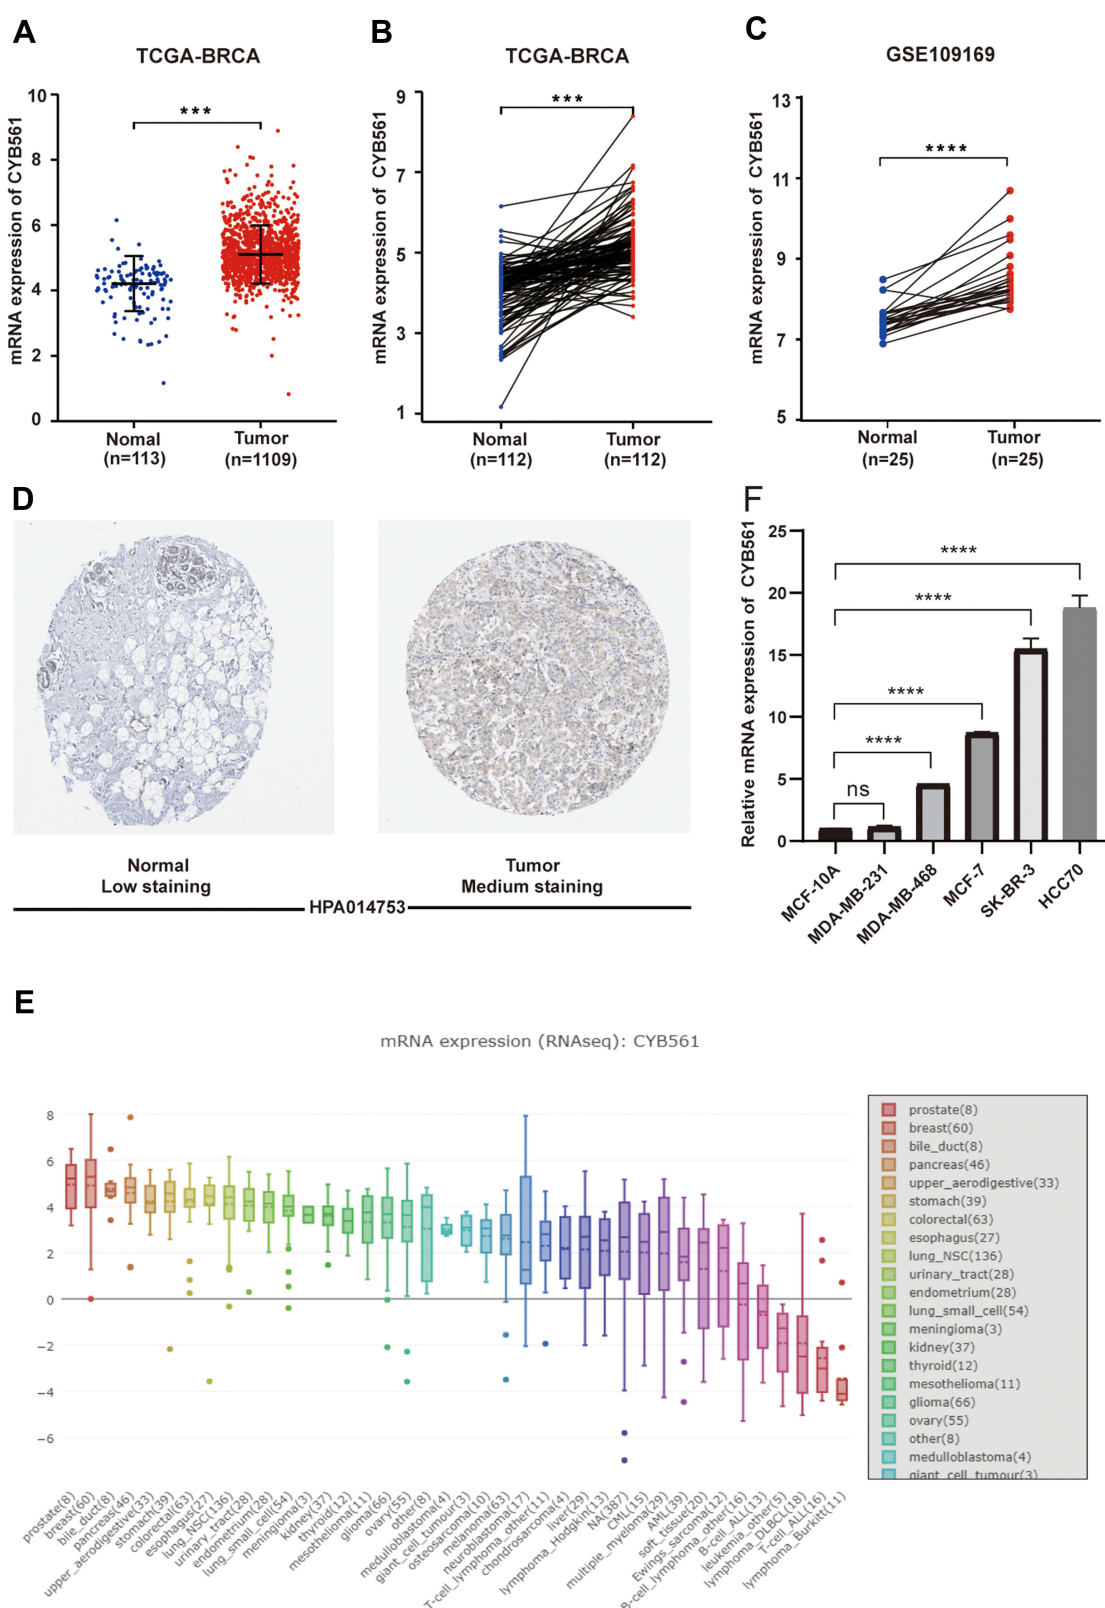 A
TCGA-BRCA
mRNA expression of CYB561
10
8
6
4
2
0
***
Nomal
(n=113)
Tumor
(n=1109)
B
TCGA-BRCA
mRNA expression of CYB561
9
7
5
3
1
***
Nomal
(n=112)
Tumor
(n=112)
C
GSE109169
mRNA expression of CYB561
13
11
9
7
5
****
Normal
(n=25)
Tumor
(n=25)
D
Normal
Low staining
Tumor
Medium staining
HPA014753
F
Relative mRNA expression of CYB561
25
20
15
10
5
0
ns
****
****
****
****
MCF-10A
MDA-MB-231
MDA-MB-468
MCF-7
SK-BR-3
HCC70
E
mRNA expression (RNAseq): CYB561
8
6
4
2
0
−2
−4
−6
prostate(8)
breast(60)
bile_duct(8)
pancreas(46)
upper_aerodigestive(33)
stomach(39)
colorectal(63)
esophagus(27)
lung_NSC(136)
urinary_tract(28)
endometrium(28)
lung_small_cell(54)
meningioma(3)
kidney(37)
thyroid(12)
mesothelioma(11)
glioma(66)
ovary(55)
other(8)
medulloblastoma(4)
giant_cell_tumour(3)
osteosarcoma(10)
melanoma(63)
neuroblastoma(17)
T-cell_lymphoma_other(11)
chondrosarcoma(4)
liver(29)
lymphoma_Hodgkin(13)
NA(387)
CML(15)
multiple_myeloma(29)
AML(39)
soft_tissue(20)
Ewings_sarcoma(12)
B-cell_lymphoma_other(16)
B-cell_ALL(13)
leukemia_other(5)
lymphoma_DLBCL(18)
T-cell_ALL(16)
lymphoma_Burkitt(11)
prostate(8)
breast(60)
bile_duct(8)
pancreas(46)
upper_aerodigestive(33)
stomach(39)
colorectal(63)
esophagus(27)
lung_NSC(136)
urinary_tract(28)
endometrium(28)
lung_small_cell(54)
meningioma(3)
kidney(37)
thyroid(12)
mesothelioma(11)
glioma(66)
ovary(55)
other(8)
medulloblastoma(4)
giant_cell_tumour(3)